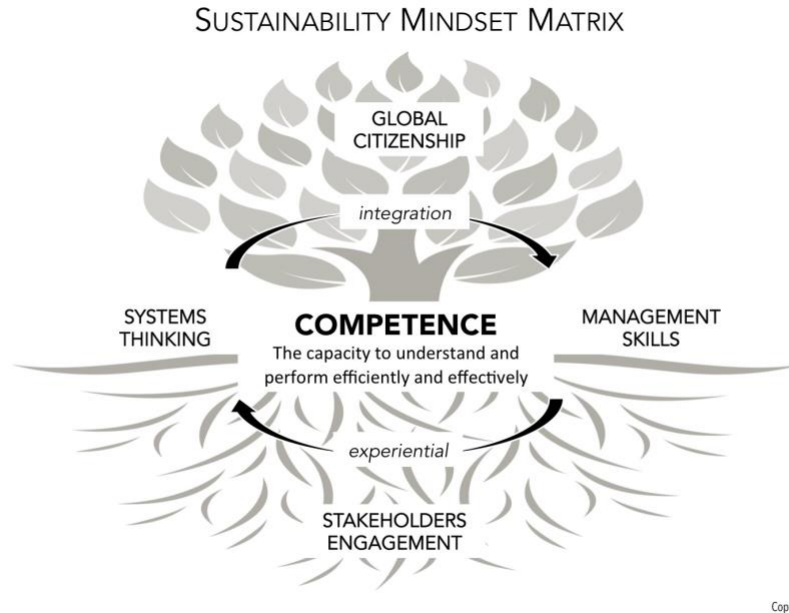 SUSTAINABILITY MINDSET MATRIX
GLOBAL
CITIZENSHIP
integration
SYSTEMS
THINKING
COMPETENCE
The capacity to understand and
perform efficiently and effectively
MANAGEMENT
SKILLS
experiential
STAKEHOLDERS
ENGAGEMENT
Cop